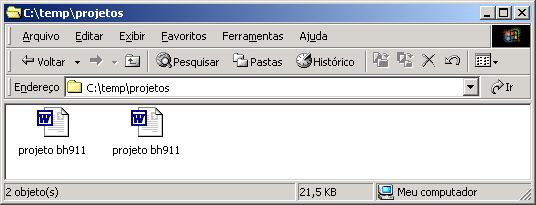 C:\temp\projetos
Arquivo Editar Exibir Favoritos Ferramentas Ajuda
Voltar Pesquisar Pastas Histórico
Endereço C:\temp\projetos Ir
projeto bh911 projeto bh911
2 objeto(s) 21,5 KB Meu computador